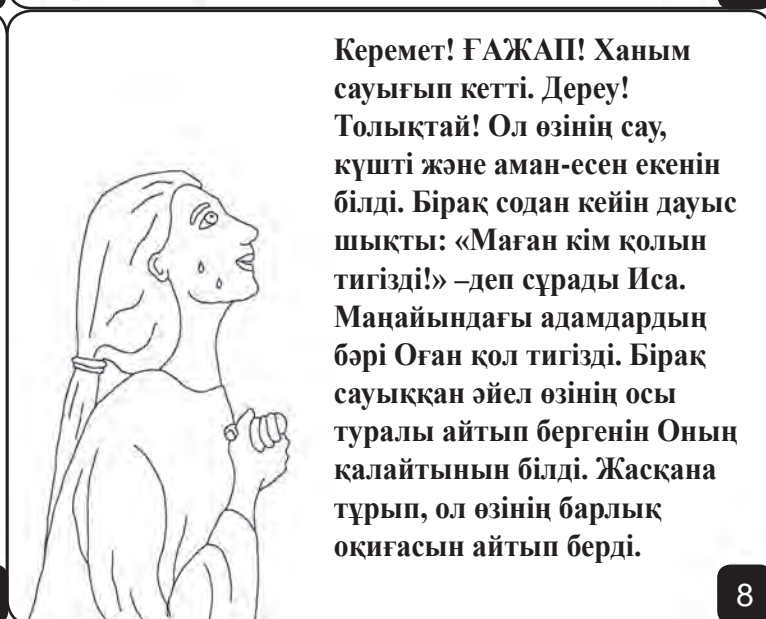 Керемет! ҒАЖАП! Ханым
сауығып кетті. Дереу!
Толықтай! Ол өзінің сау,
күшті және аман-есен екенін
білді. Бірақ содан кейін дауыс
шықты: «Маған кім қолын
тигізді!» –деп сұрады Иса.
Маңайындағы адамдардың
бәрі Оған қол тигізді. Бірақ
сауыққан әйел өзінің осы
туралы айтып бергенін Оның
қалайтынын білді. Жасқана
тұрып, ол өзінің барлық
оқиғасын айтып берді.
8